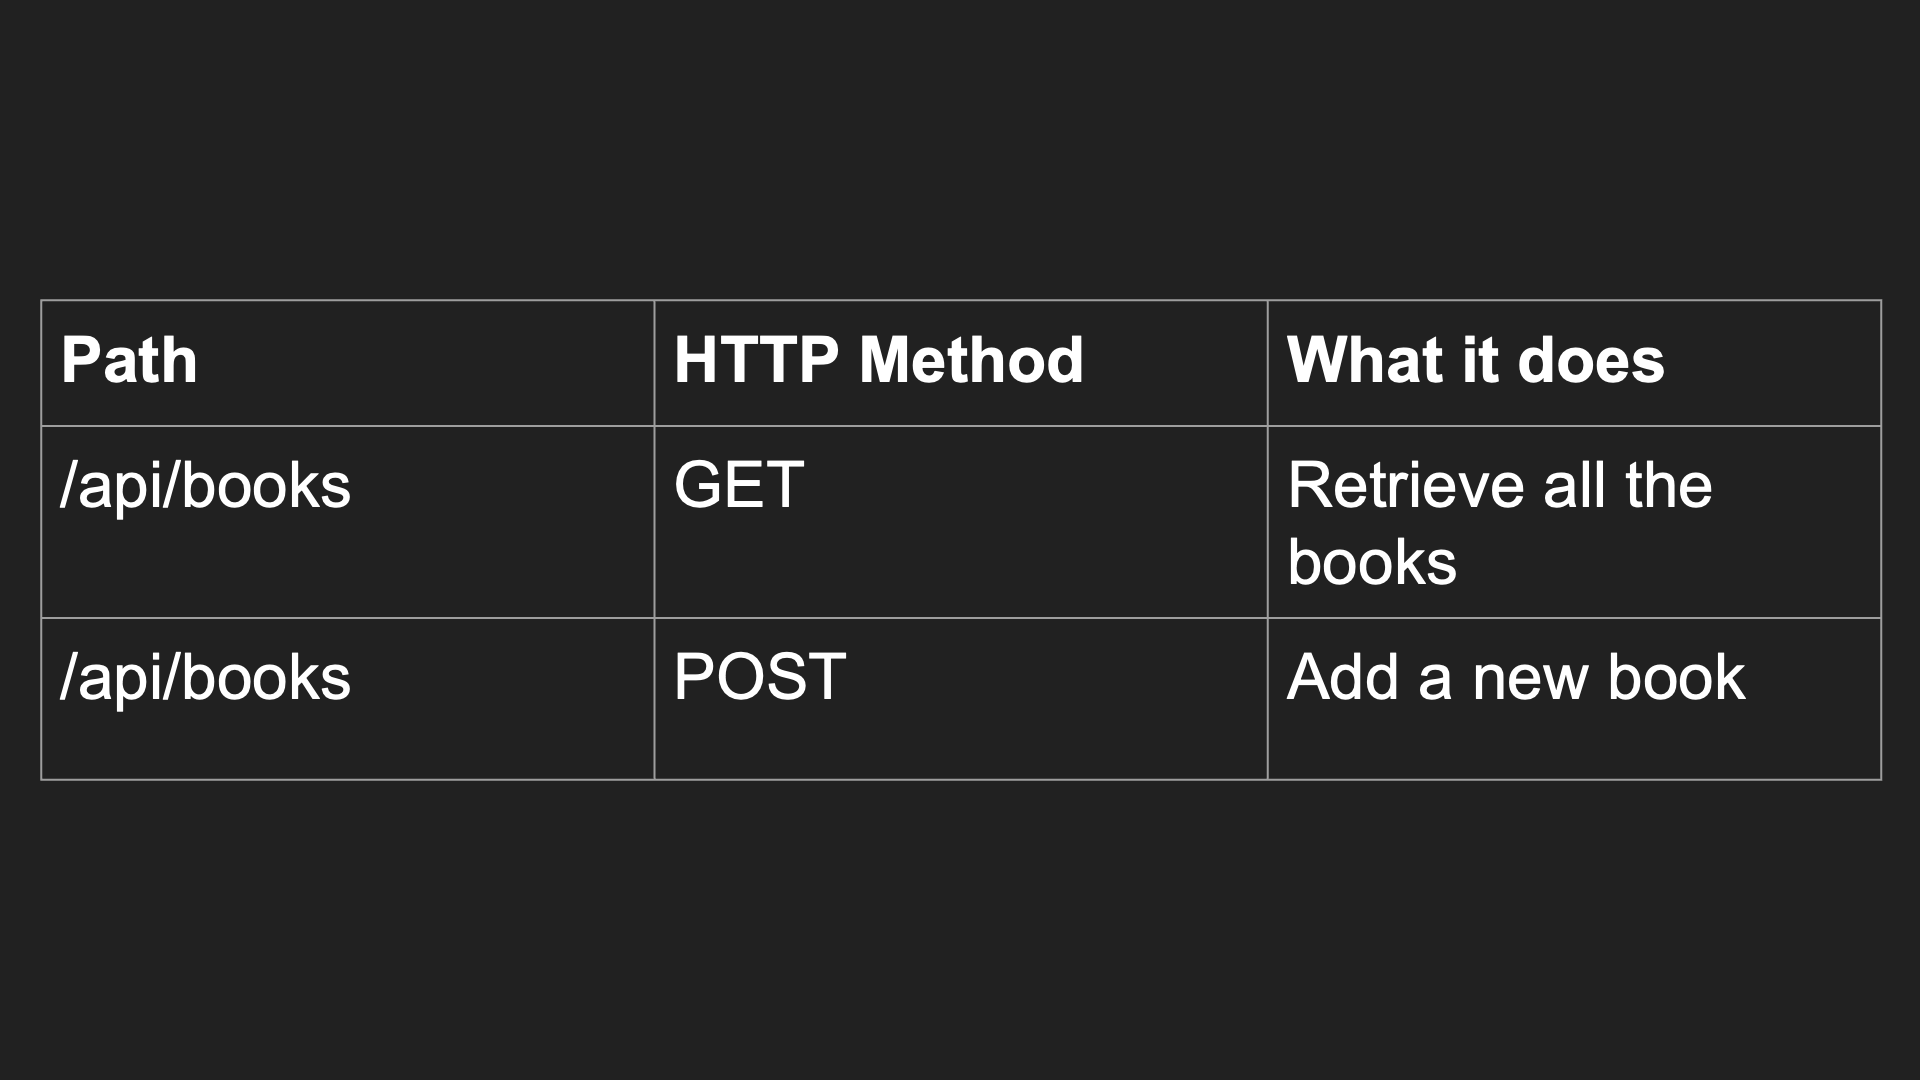 Path HTTP Method What it does
/api/books GET Retrieve all the
books
/api/books POST Add a new book